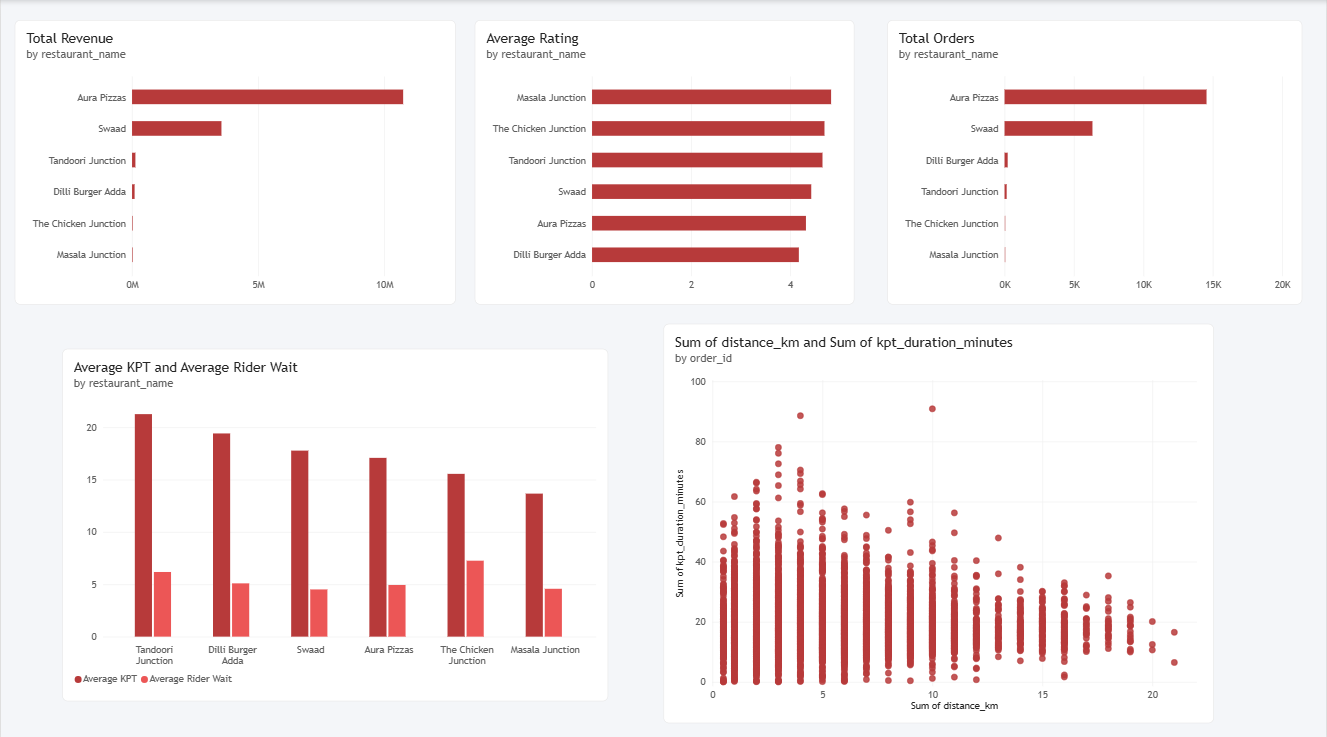 Total Revenue
by restaurant_name
Aura Pizzas
Swaad
Tandoori Junction
Dilli Burger Adda
The Chicken Junction
Masala Junction
0M 5M 10M
Average Rating
by restaurant_name
Masala Junction
The Chicken Junction
Tandoori Junction
Swaad
Aura Pizzas
Dilli Burger Adda
0 2 4
Total Orders
by restaurant_name
Aura Pizzas
Swaad
Dilli Burger Adda
Tandoori Junction
The Chicken Junction
Masala Junction
0K 5K 10K 15K 20K
Average KPT and Average Rider Wait
by restaurant_name
20
15
10
5
0
Tandoori Junction
Dilli Burger Adda
Swaad
Aura Pizzas
The Chicken Junction
Masala Junction
Average KPT Average Rider Wait
Sum of distance_km and Sum of kpt_duration_minutes
by order_id
Sum of kpt_duration_minutes
100
80
60
40
20
0
0 5 10 15 20
Sum of distance_km